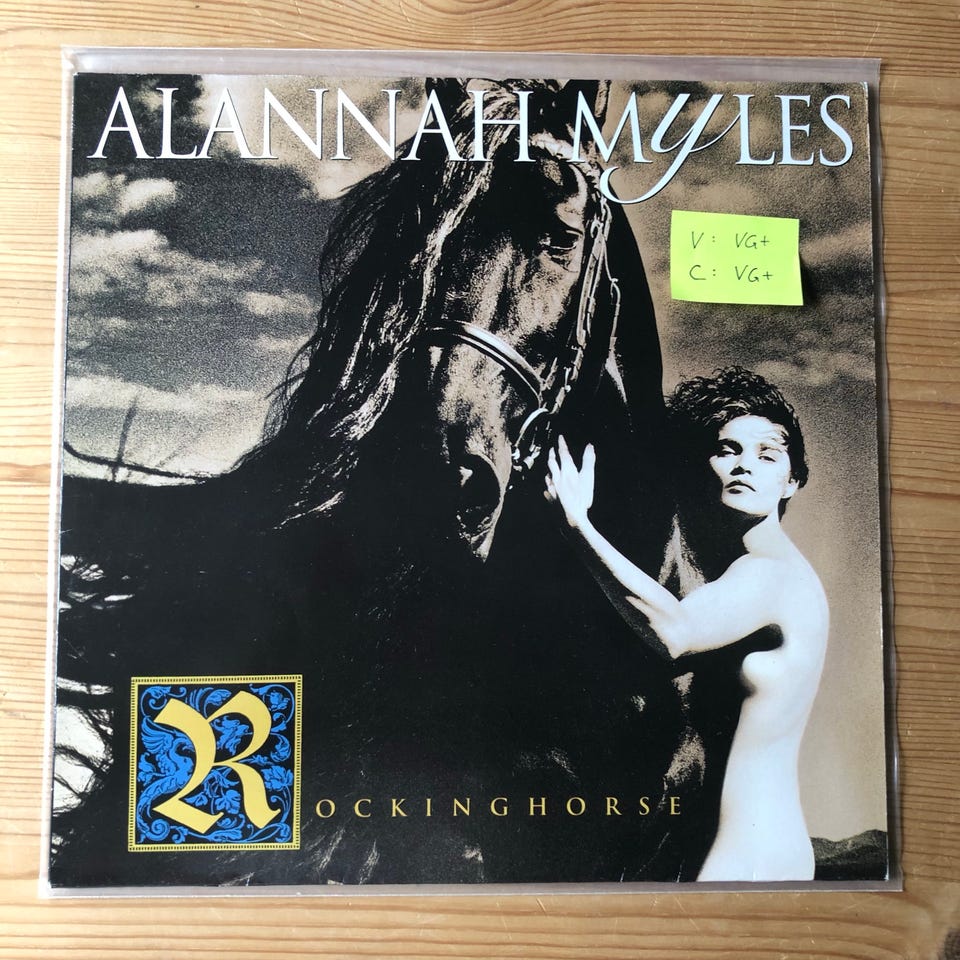 ALANNAH MYLES
V: VG+
C: VG+
ROCKINGHORSE